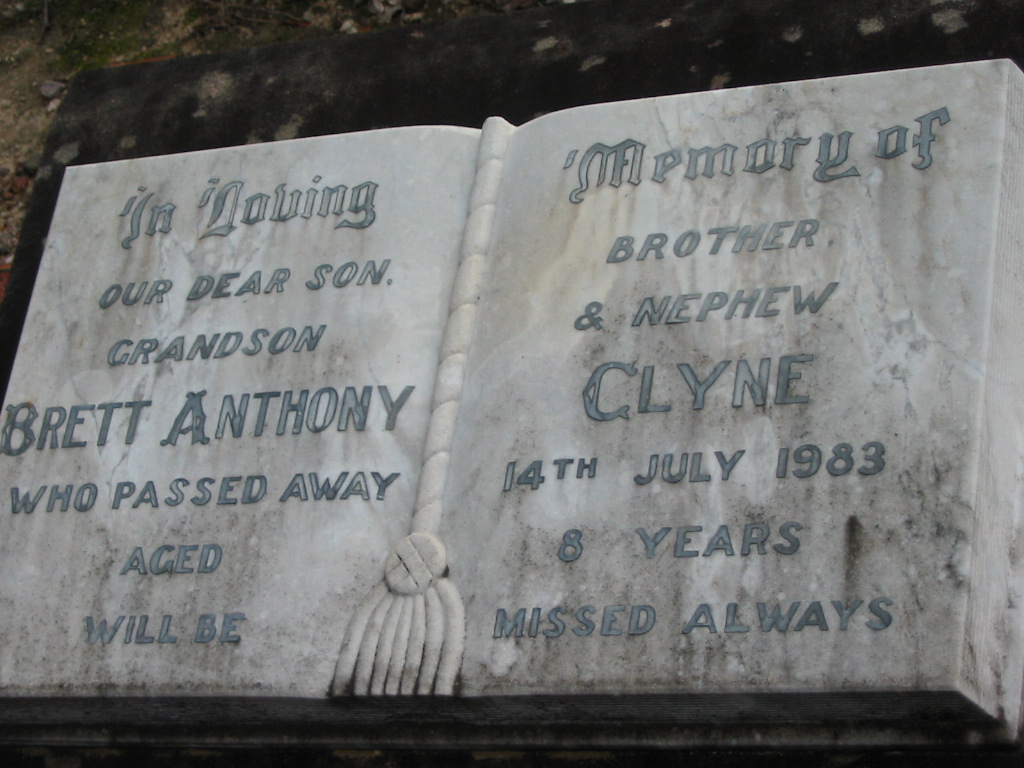 In Loving Memory of
OUR DEAR SON. BROTHER.
GRANDSON & NEPHEW
BRETT ANTHONY CLYNE
WHO PASSED AWAY 14TH JULY 1983
AGED 8 YEARS
WILL BE MISSED ALWAYS